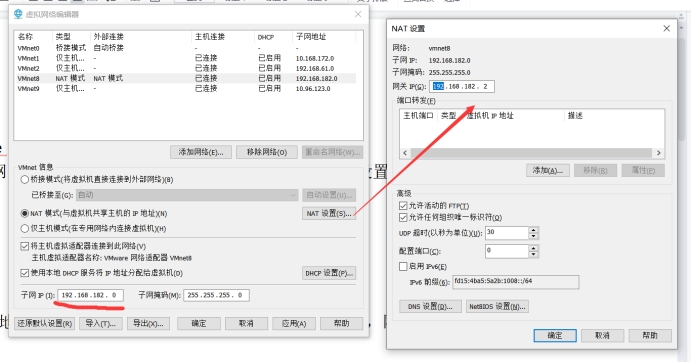 虚拟网络编辑器
名称 类型 外部连接 主机连接 DHCP 子网地址
VMnet0 桥接模式 自动桥接 - - -
VMnet1 仅主机... - 已连接 已启用 10.168.172.0
VMnet2 仅主机... - 已连接 已启用 192.168.61.0
VMnet8 NAT 模式 NAT 模式 已连接 已启用 192.168.182.0
VMnet9 仅主机... - 已连接 已启用 10.96.123.0
添加网络(E)... 移除网络(O) 重命名网络(W)...
VMnet 信息
桥接模式(将虚拟机直接连接到外部网络)(B)
已桥接至(G): 自动 自动设置(U)...
NAT 模式(与虚拟机共享主机的 IP 地址)(N) NAT 设置(S)...
仅主机模式(在专用网络内连接虚拟机)(H)
将主机虚拟适配器连接到此网络(V)
主机虚拟适配器名称: VMware 网络适配器 VMnet8
使用本地 DHCP 服务将 IP 地址分配给虚拟机(D) DHCP 设置(P)...
子网 IP (I): 192.168.182. 0 子网掩码(M): 255.255.255. 0
还原默认设置(R) 导入(T)... 导出(X)... 确定 取消 应用(A) 帮助
NAT 设置
网络: vmnet8
子网 IP: 192.168.182.0
子网掩码: 255.255.255.0
网关 IP(G): 192.168.182. 2
端口转发(F)
主机端口 类型 虚拟机 IP 地址 描述
添加(A)... 移除(R) 属性(P)
高级
允许活动的 FTP(T)
允许任何组织唯一标识符(O)
UDP 超时(以秒为单位)(U): 30
配置端口(C): 0
启用 IPv6(E)
IPv6 前缀(6): fd15:4ba5:5a2b:1008::/64
DNS 设置(D)... NetBIOS 设置(N)...
确定 取消 帮助
置
地